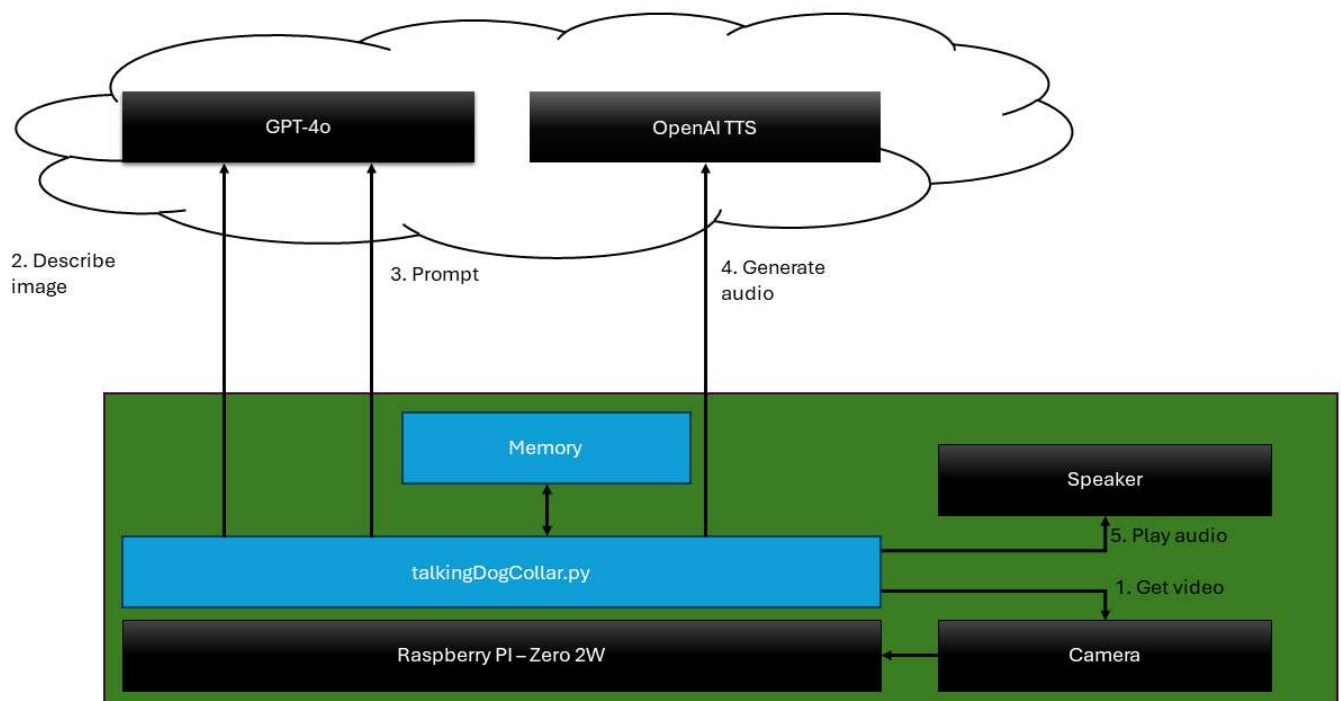 GPT-4o
OpenAI TTS
2. Describe
image
3. Prompt
4. Generate
audio
Memory
Speaker
5. Play audio
talkingDogCollar.py
1. Get video
Raspberry PI – Zero 2W
Camera